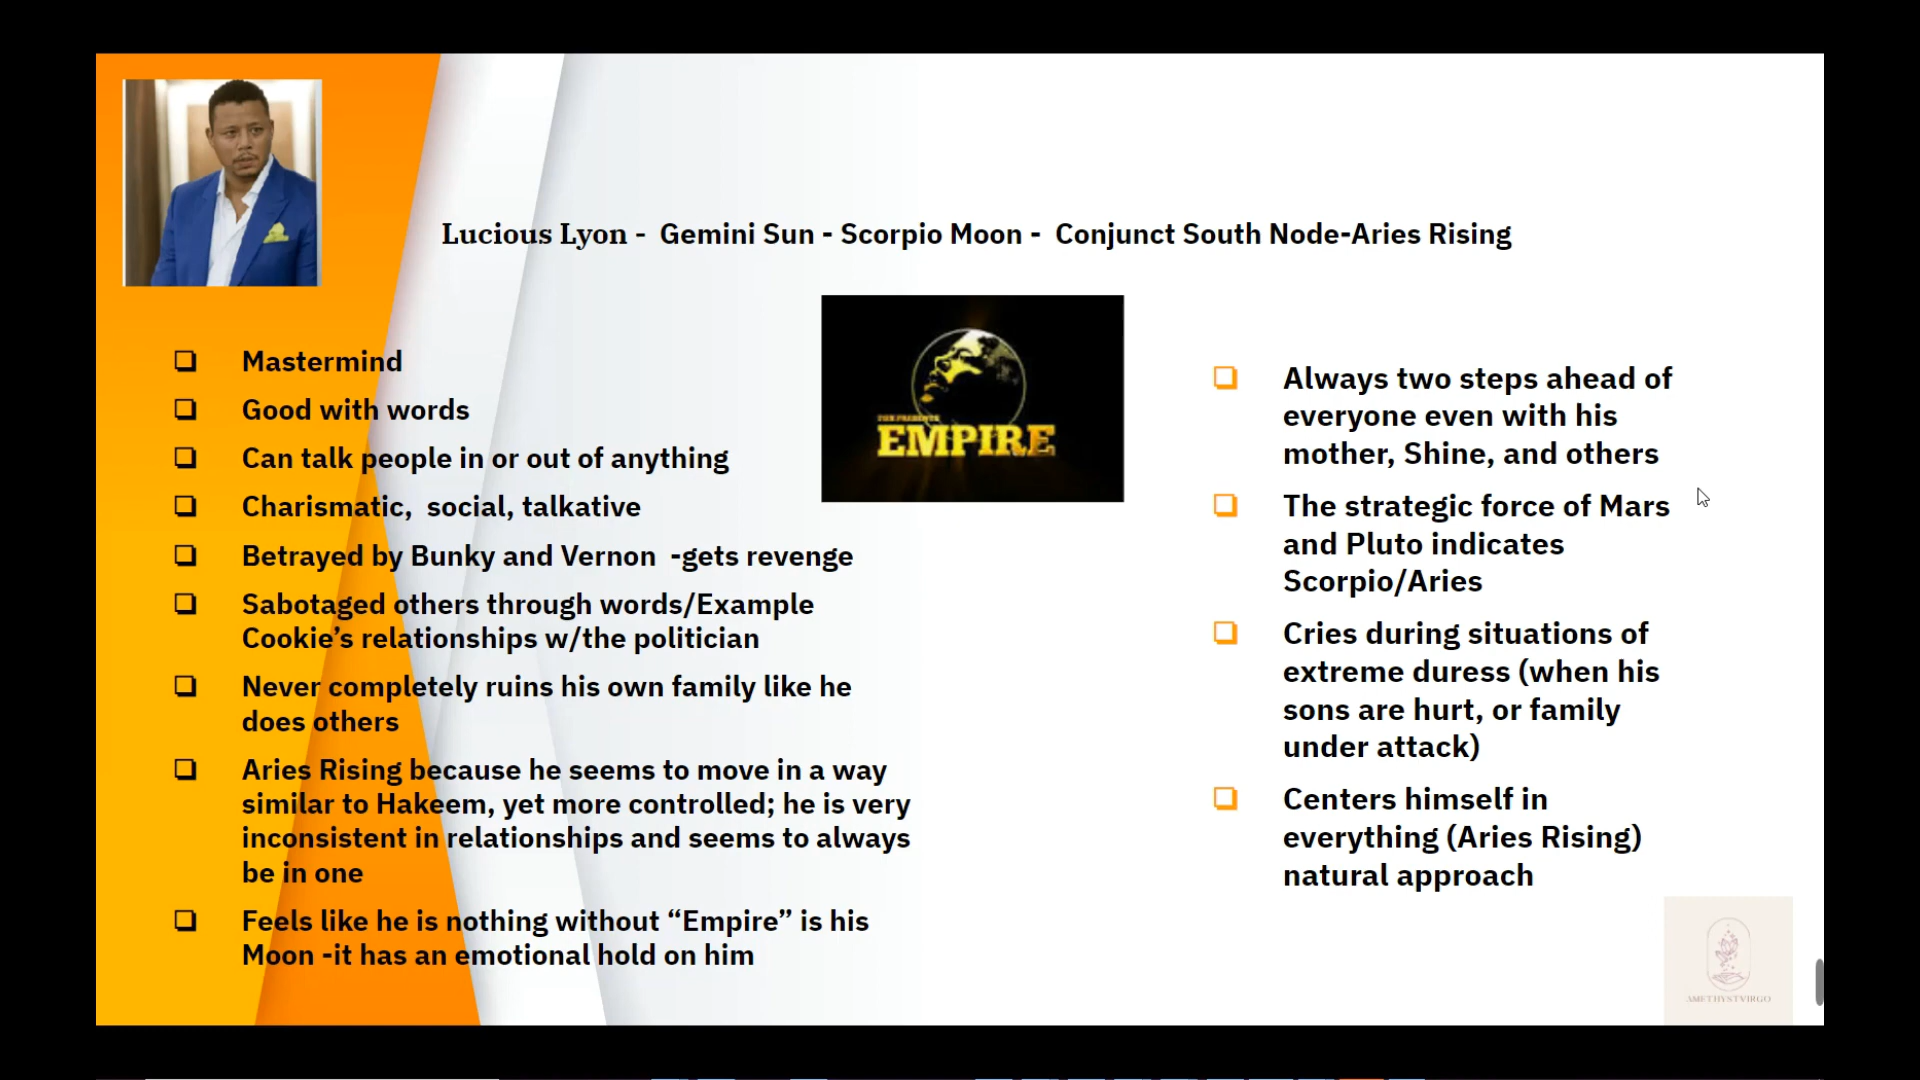 Lucious Lyon -  Gemini Sun - Scorpio Moon -  Conjunct South Node-Aries Rising
Mastermind
Good with words
Can talk people in or out of anything
Charismatic,  social, talkative
Betrayed by Bunky and Vernon  -gets revenge
Sabotaged others through words/Example
Cookie’s relationships w/the politician
Never completely ruins his own family like he
does others
Aries Rising because he seems to move in a way
similar to Hakeem, yet more controlled; he is very
inconsistent in relationships and seems to always
be in one
Feels like he is nothing without “Empire” is his
Moon -it has an emotional hold on him
FOX PRESENTS
EMPIRE
Always two steps ahead of
everyone even with his
mother, Shine, and others
The strategic force of Mars
and Pluto indicates
Scorpio/Aries
Cries during situations of
extreme duress (when his
sons are hurt, or family
under attack)
Centers himself in
everything (Aries Rising)
natural approach
AMETHYSTVIRGO